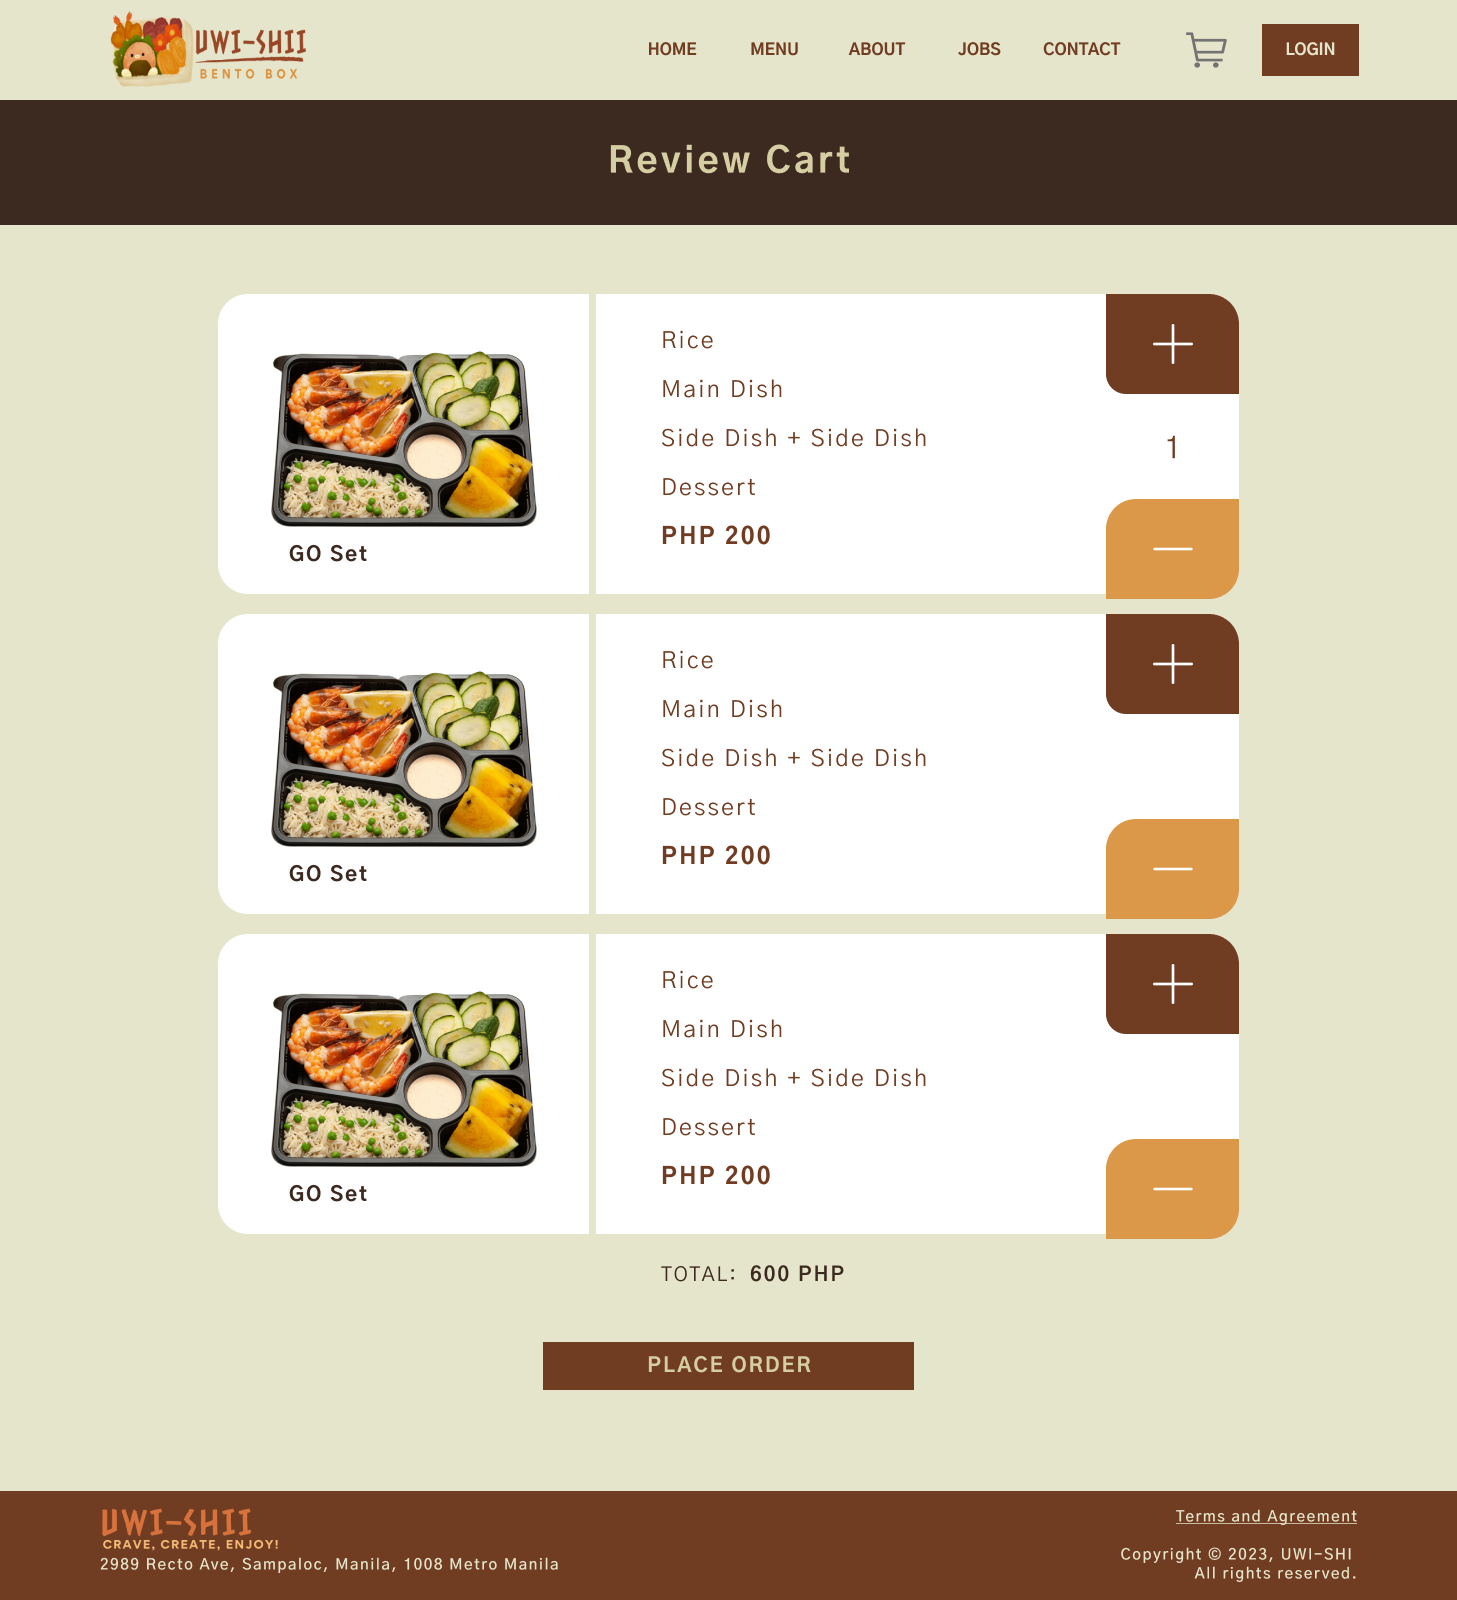 UWI-SHII
BENTO BOX
HOME MENU ABOUT JOBS CONTACT LOGIN
Review Cart
Rice
Main Dish
Side Dish + Side Dish
Dessert
PHP 200
GO Set
1
Rice
Main Dish
Side Dish + Side Dish
Dessert
PHP 200
GO Set
Rice
Main Dish
Side Dish + Side Dish
Dessert
PHP 200
GO Set
TOTAL: 600 PHP
PLACE ORDER
UWI-SHII
CRAVE, CREATE, ENJOY!
2989 Recto Ave, Sampaloc, Manila, 1008 Metro Manila
Terms and Agreement
Copyright © 2023, UWI-SHI
All rights reserved.